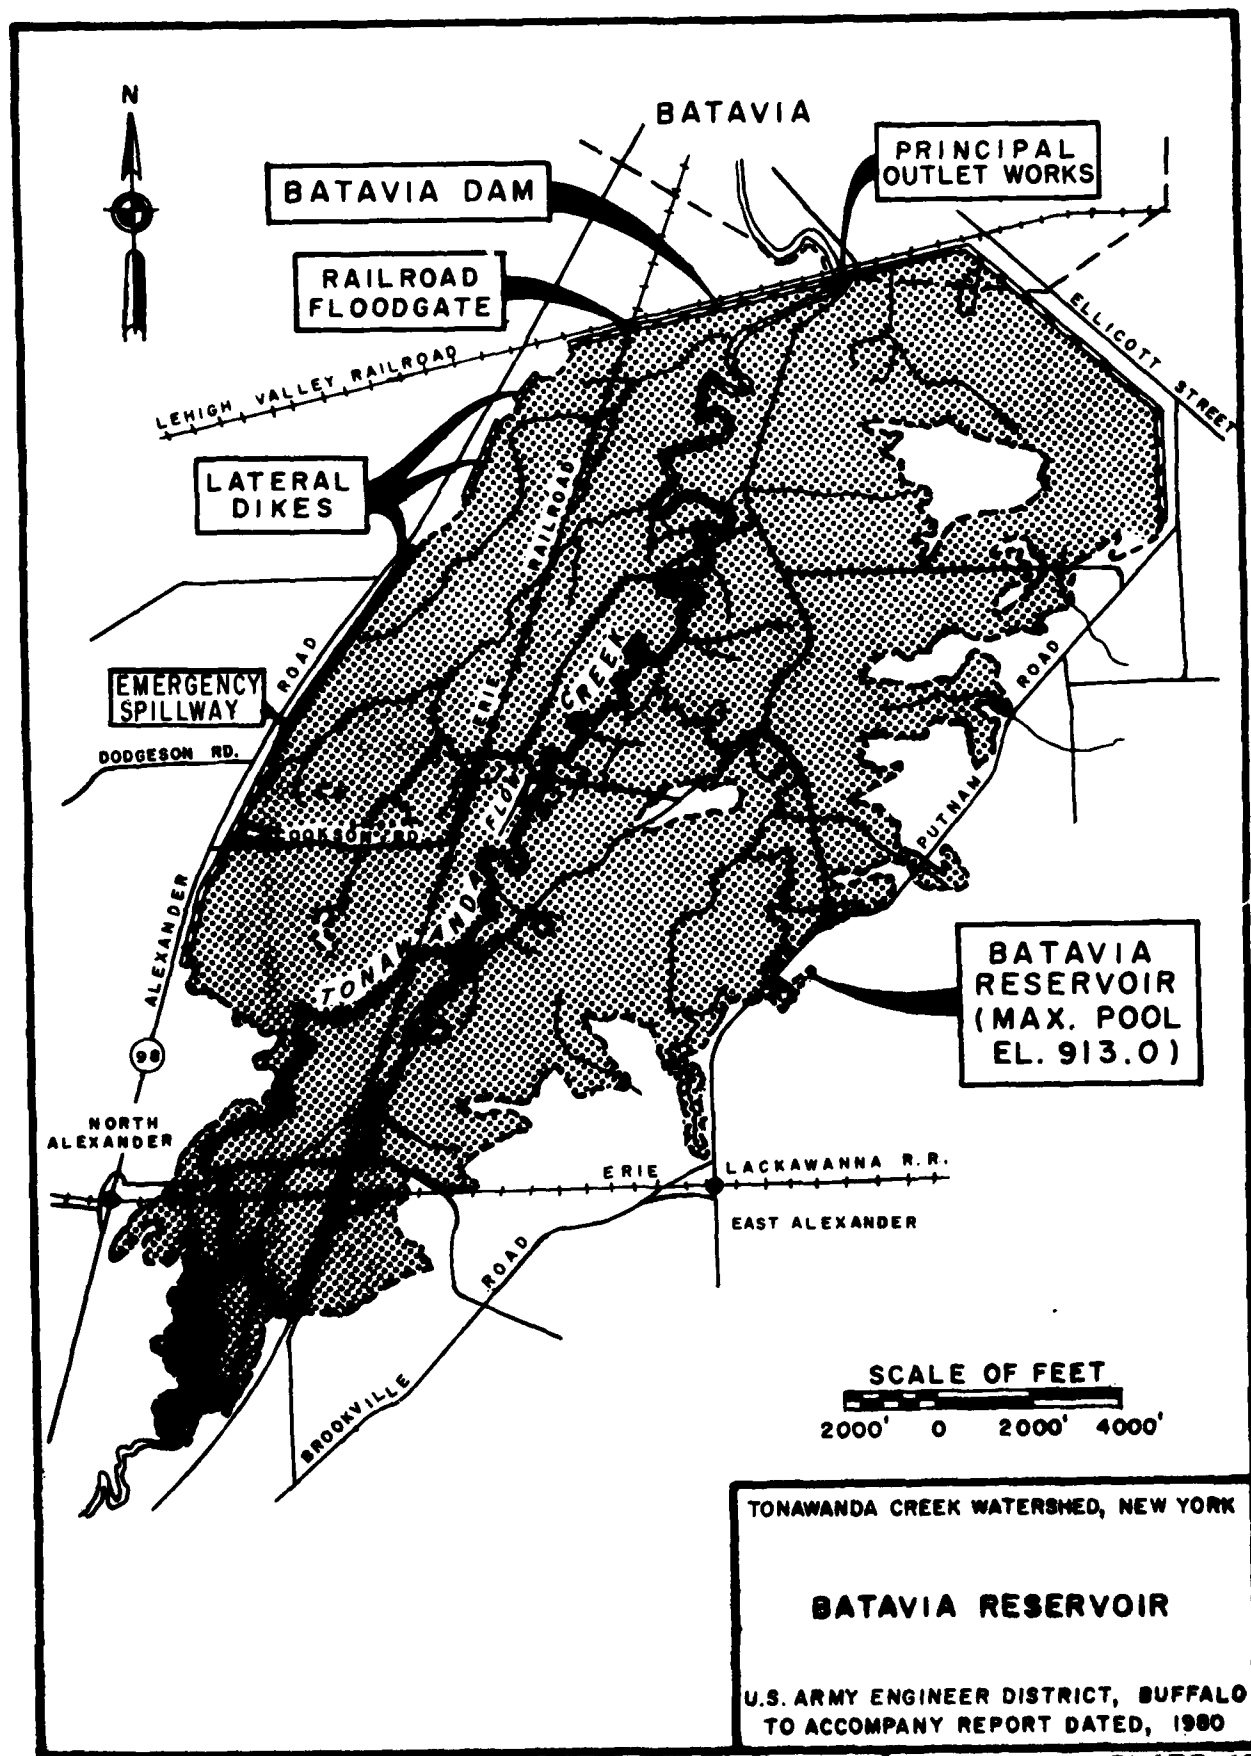 N
BATAVIA
PRINCIPAL
OUTLET WORKS
BATAVIA DAM
RAILROAD
FLOODGATE
ELLICOTT STREET
LEHIGH VALLEY RAILROAD
LATERAL
DIKES
ERIE RAILROAD
CREEK
ROAD
EMERGENCY
SPILLWAY
DODGESON RD.
PUTNAM ROAD
FLOW
OOKSON RD.
TONAWANDA
ALEXANDER
BATAVIA
RESERVOIR
(MAX. POOL
EL. 913.0)
98
NORTH
ALEXANDER
ERIE LACKAWANNA R.R.
EAST ALEXANDER
BROOKVILLE ROAD
SCALE OF FEET
2000' 0 2000' 4000'
TONAWANDA CREEK WATERSHED, NEW YORK
BATAVIA RESERVOIR
U.S. ARMY ENGINEER DISTRICT, BUFFALO
TO ACCOMPANY REPORT DATED, 1980